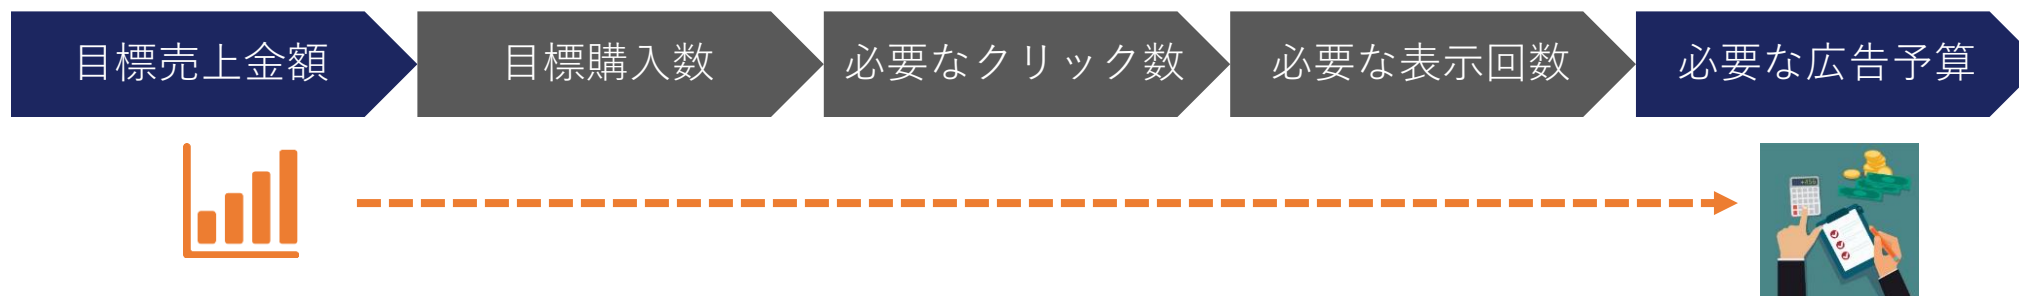 目標売上金額
目標購入数
必要なクリック数
必要な表示回数
必要な広告予算